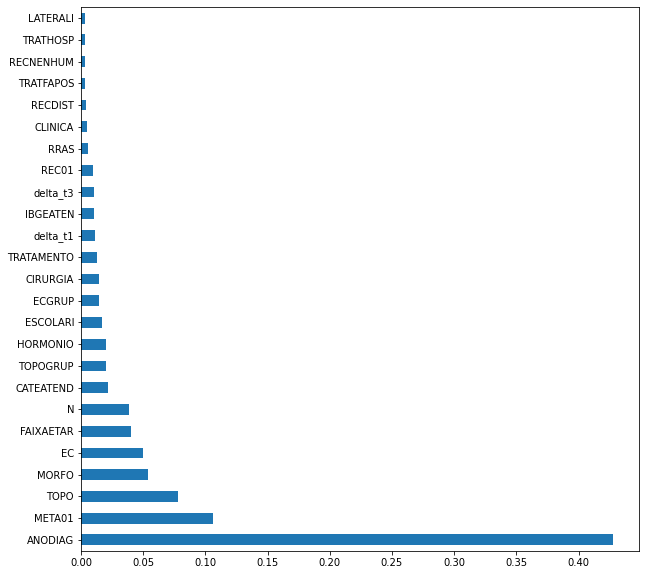 LATERALI
TRATHOSP
RECNENHUM
TRATFAPOS
RECDIST
CLINICA
RRAS
REC01
delta_t3
IBGEATEN
delta_t1
TRATAMENTO
CIRURGIA
ECGRUP
ESCOLARI
HORMONIO
TOPOGRUP
CATEATEND
N
FAIXAETAR
EC
MORFO
TOPO
META01
ANODIAG
0.00 0.05 0.10 0.15 0.20 0.25 0.30 0.35 0.40